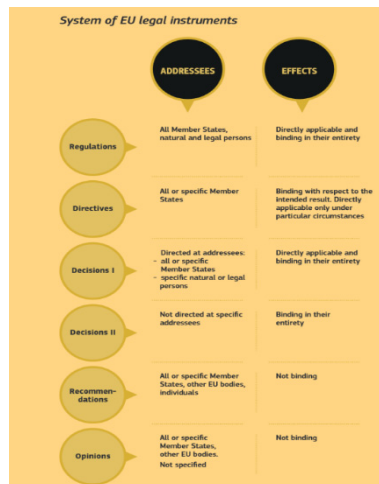 System of EU legal instruments
ADDRESSEES
EFFECTS
Regulations
All Member States,
natural and legal persons
Directly applicable and
binding in their entirety
Directives
All or specific Member
States
Binding with respect to the
intended result. Directly
applicable only under
particular circumstances
Decisions I
Directed at addressees:
- all or specific
Member States
- specific natural or legal
persons
Directly applicable and
binding in their entirety
Decisions II
Not directed at specific
addressees
Binding in their
entirety
Recommen-
dations
All or specific Member
States, other EU bodies,
individuals
Not binding
Opinions
All or specific
Member States,
other EU bodies.
Not specified
Not binding